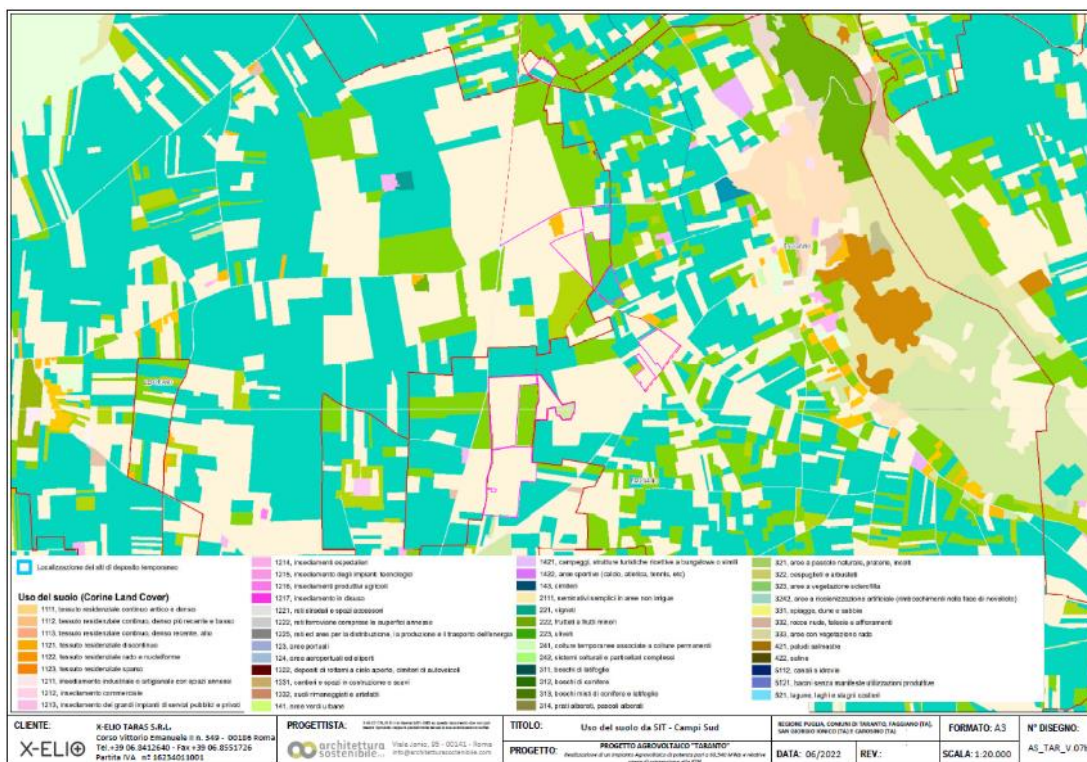 Localizzazione dei siti di deposito temporaneo
Uso del suolo (Corine Land Cover)
1111, tessuto residenziale continuo antico e denso
1112, tessuto residenziale continuo, denso più recente e basso
1113, tessuto residenziale continuo, denso recente, alto
1121, tessuto residenziale discontinuo
1122, tessuto residenziale rado e nucleiforme
1123, tessuto residenziale sparso
1211, insediamento industriale o artigianale con spazi annessi
1212, insediamento commerciale
1213, insediamento dei grandi impianti di servizi pubblici e privati
1214, insediamenti ospedalieri
1215, insediamento degli impianti tecnologici
1216, insediamenti produttivi agricoli
1217, insediamento in disuso
1221, reti stradali e spazi accessori
1222, reti ferroviarie comprese le superfici annesse
1225, reti ed aree per la distribuzione, la produzione e il trasporto dell'energia
123, aree portuali
124, aree aeroportuali ed eliporti
1322, depositi di rottami a cielo aperto, cimiteri di autoveicoli
1331, cantieri e spazi in costruzione e scavi
1332, suoli rimaneggiati e artefatti
141, aree verdi urbane
1421, campeggi, strutture turistiche ricettive a bungalows o simili
1422, aree sportive (calcio, atletica, tennis, etc)
143, cimiteri
2111, seminativi semplici in aree non irrigue
221, vigneti
222, frutteti e frutti minori
223, uliveti
241, colture temporanee associate a colture permanenti
242, sistemi colturali e particellari complessi
311, boschi di latifoglie
312, boschi di conifere
313, boschi misti di conifere e latifoglie
314, prati alberati, pascoli alberati
321, aree a pascolo naturale, praterie, incolti
322, cespuglieti e arbusteti
323, aree a vegetazione sclerofilla
3242, aree a ricolonizzazione artificiale (rimboschimenti nella fase di novelleto)
331, spiagge, dune e sabbie
332, rocce nude, falesie e affioramenti
333, aree con vegetazione rada
421, paludi salmastre
422, saline
5112, canali e idrovie
5121, bacini senza manifeste utilizzazioni produttive
521, lagune, laghi e stagni costieri
CLIENTE:
X-ELIO
X-ELIO TARAS S.R.L.
Corso Vittorio Emanuele II n. 349 - 00186 Roma
Tel.+39 06.8412640 - Fax +39 06.8551726
Partita IVA n° 16234011001
PROGETTISTA:
architettura sostenibile
Viale Jonio, 95 - 00141 - Roma
info@architetturasostenibile.com
TITOLO: Uso del suolo da SIT - Campi Sud
PROGETTO: PROGETTO AGROVOLTAICO "TARANTO"
REGIONE PUGLIA, COMUNI DI TARANTO, FAGGIANO (TA),
SAN GIORGIO IONICO (TA) E CAROSINO (TA)
DATA: 06/2022
REV.:
FORMATO: A3
SCALA: 1:20.000
N° DISEGNO: